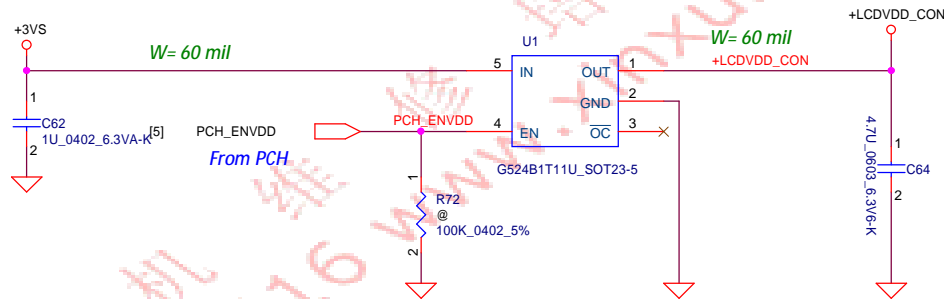 +3VS
+LCDVDD_CON
W= 60 mil
U1
W= 60 mil
5
IN
OUT
1
+LCDVDD_CON
GND
2
1
C62
1U_0402_6.3VA-K
2
[5]
PCH_ENVDD
PCH_ENVDD
4
EN
OC
3
From PCH
G524B1T11U_SOT23-5
4.7U_0603_6.3V6-K
1
C64
2
1
R72
@
100K_0402_5%
2